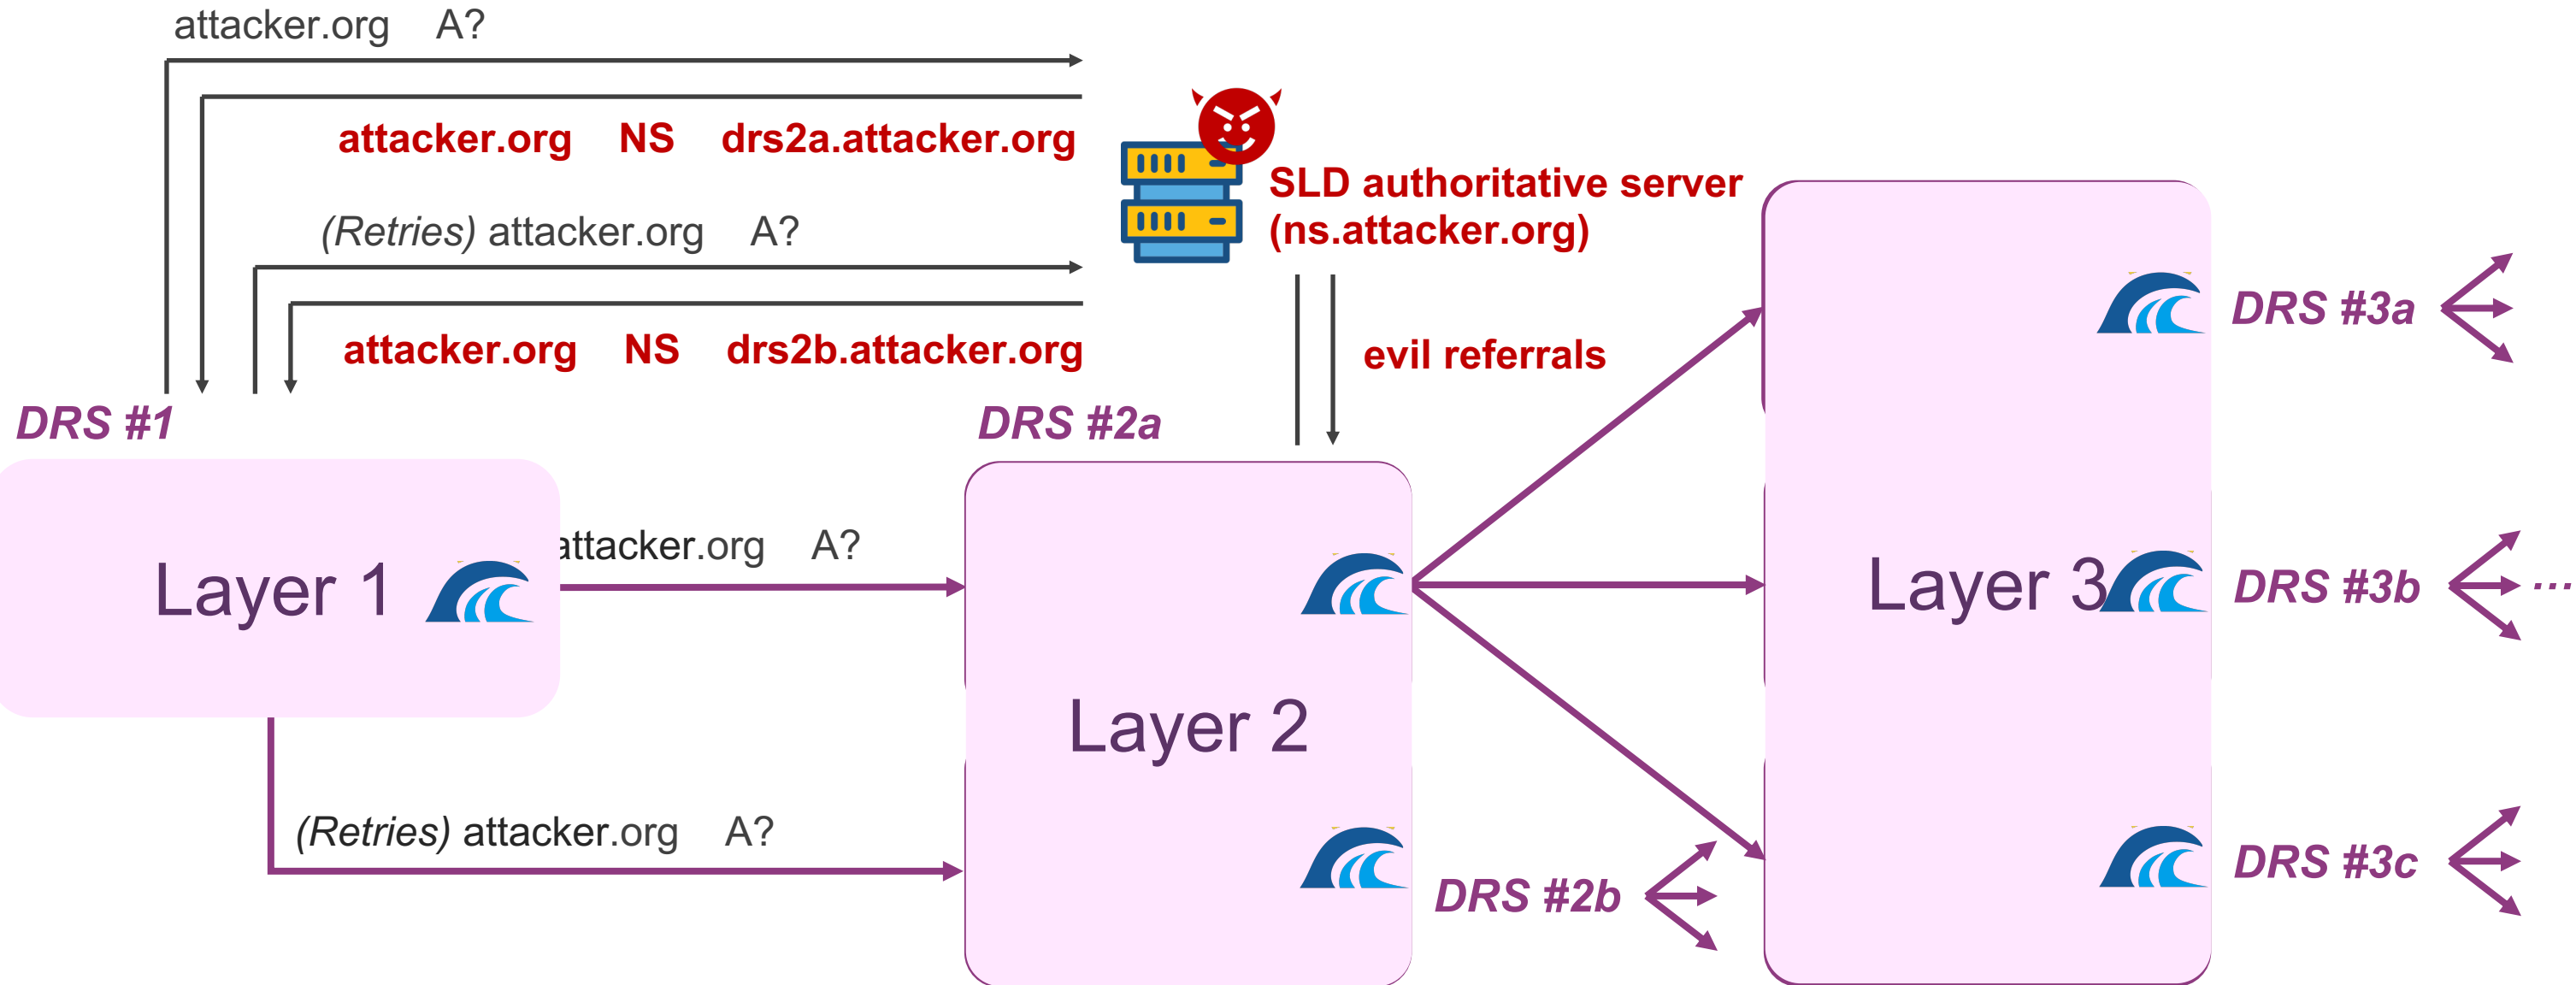 attacker.org A?
attacker.org NS drs2a.attacker.org
SLD authoritative server
(ns.attacker.org)
(Retries) attacker.org A?
attacker.org NS drs2b.attacker.org
evil referrals
DRS #1
DRS #2a
DRS #3a
Layer 1
attacker.org A?
Layer 2
Layer 3
DRS #3b
...
(Retries) attacker.org A?
DRS #2b
DRS #3c